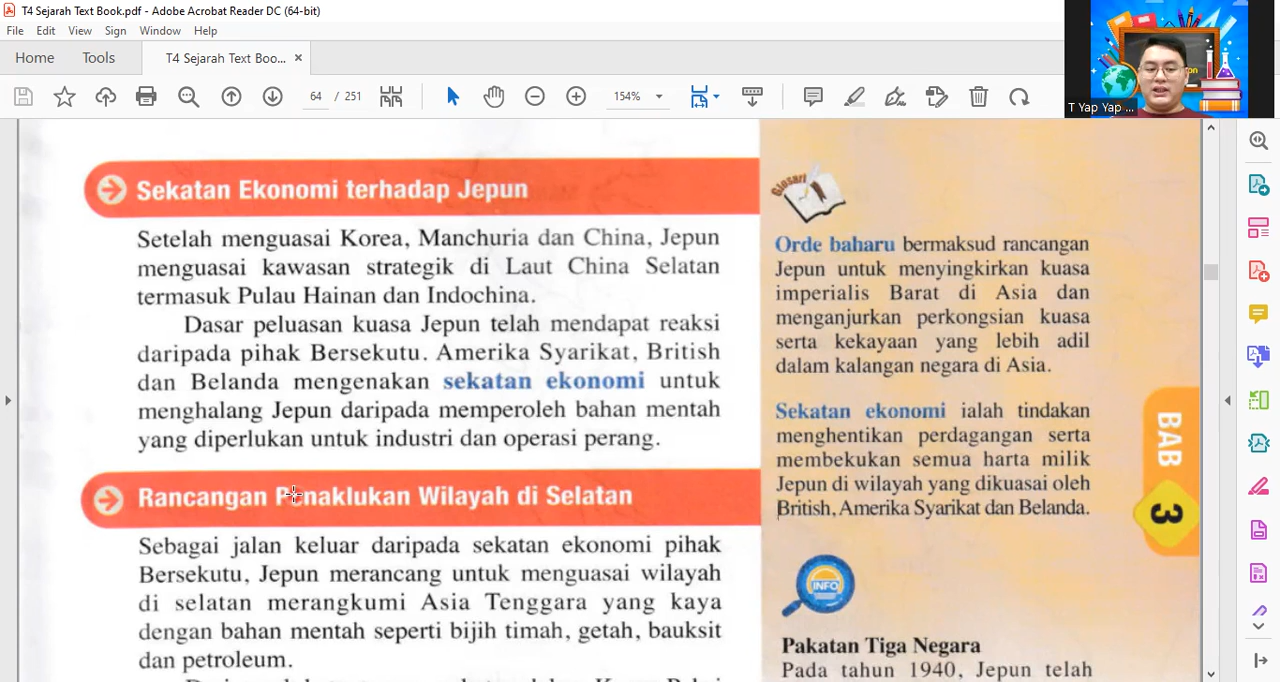 T4 Sejarah Text Book.pdf - Adobe Acrobat Reader DC (64-bit)
File Edit View Sign Window Help
Home Tools T4 Sejarah Text Boo... ×
64 / 251 154%
T Yap Yap ...
Sekatan Ekonomi terhadap Jepun
Setelah menguasai Korea, Manchuria dan China, Jepun
menguasai kawasan strategik di Laut China Selatan
termasuk Pulau Hainan dan Indochina.
Dasar peluasan kuasa Jepun telah mendapat reaksi
daripada pihak Bersekutu. Amerika Syarikat, British
dan Belanda mengenakan sekatan ekonomi untuk
menghalang Jepun daripada memperoleh bahan mentah
yang diperlukan untuk industri dan operasi perang.
Rancangan Penaklukan Wilayah di Selatan
Sebagai jalan keluar daripada sekatan ekonomi pihak
Bersekutu, Jepun merancang untuk menguasai wilayah
di selatan merangkumi Asia Tenggara yang kaya
dengan bahan mentah seperti bijih timah, getah, bauksit
dan petroleum.
Glosari
Orde baharu bermaksud rancangan
Jepun untuk menyingkirkan kuasa
imperialis Barat di Asia dan
menganjurkan perkongsian kuasa
serta kekayaan yang lebih adil
dalam kalangan negara di Asia.
Sekatan ekonomi ialah tindakan
menghentikan perdagangan serta
membekukan semua harta milik
Jepun di wilayah yang dikuasai oleh
British, Amerika Syarikat dan Belanda.
INFO
Pakatan Tiga Negara
Pada tahun 1940, Jepun telah
BAB
3